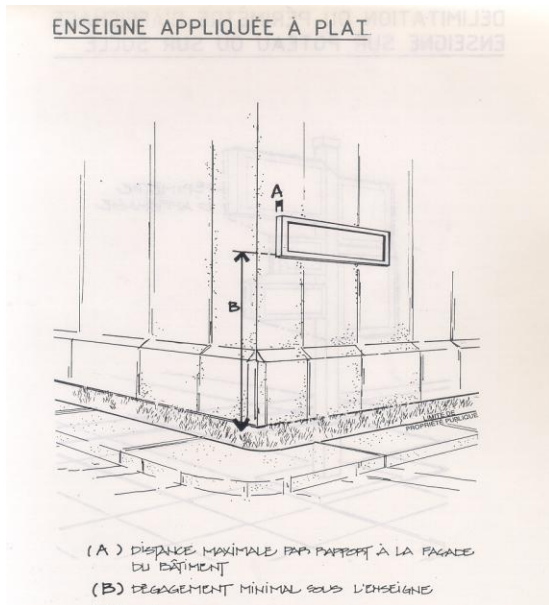 ENSEIGNE APPLIQUÉE À PLAT
A
B
LIMITE DE
PROPRIÉTÉ PUBLIQUE
(A) DISTANCE MAXIMALE PAR RAPPORT À LA FAÇADE
DU BÂTIMENT
(B) DÉGAGEMENT MINIMAL SOUS L'ENSEIGNE